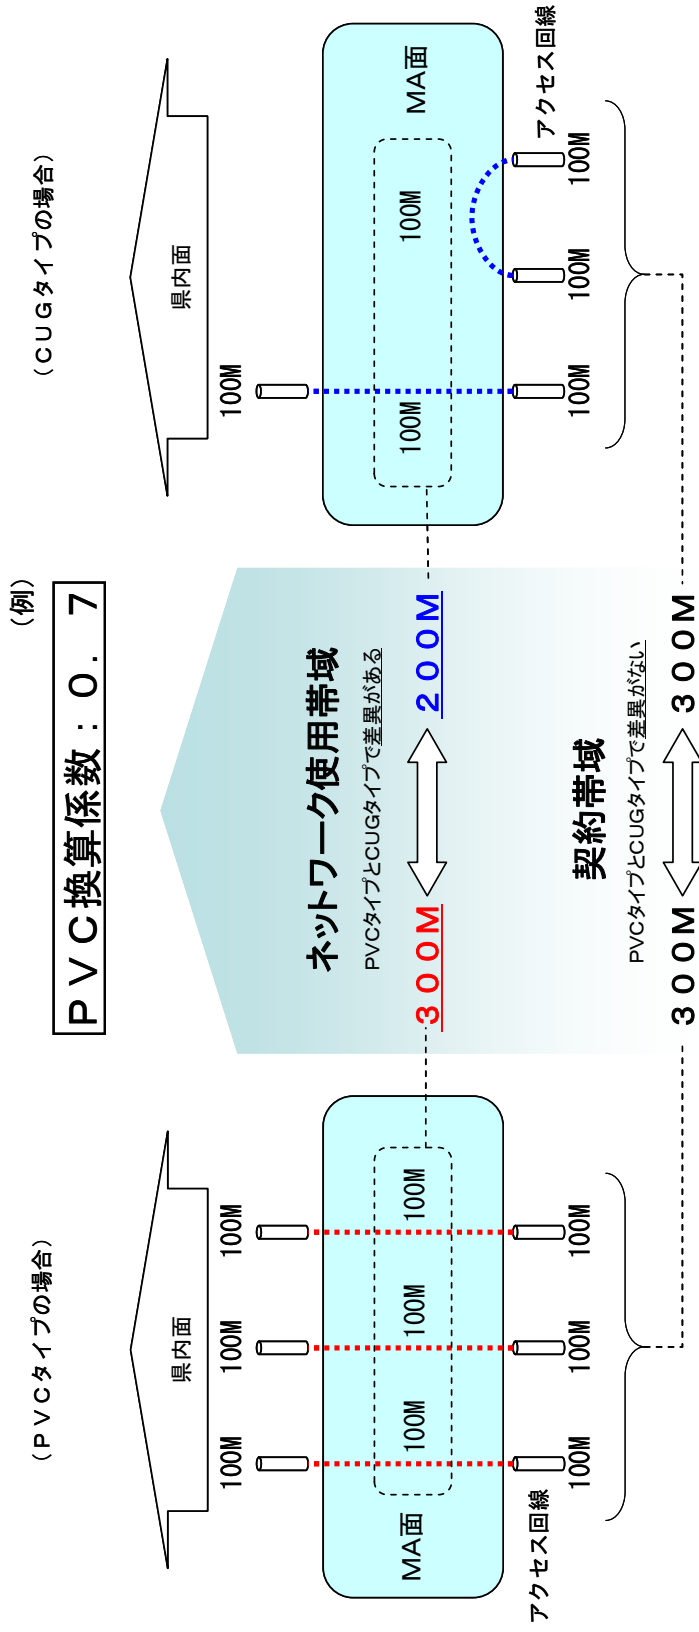 (例)
ＰＶＣ換算係数：０．７
(ＰＶＣタイプの場合)
県内面
100M
100M
100M
100M
100M
100M
MA面
100M
100M
100M
アクセス回線
ネットワーク使用帯域
PVCタイプとCUGタイプで差異がある
３００Ｍ
２００Ｍ
契約帯域
PVCタイプとCUGタイプで差異がない
３００Ｍ
３００Ｍ
(ＣＵＧタイプの場合)
県内面
100M
100M
100M
MA面
100M
100M
100M
アクセス回線